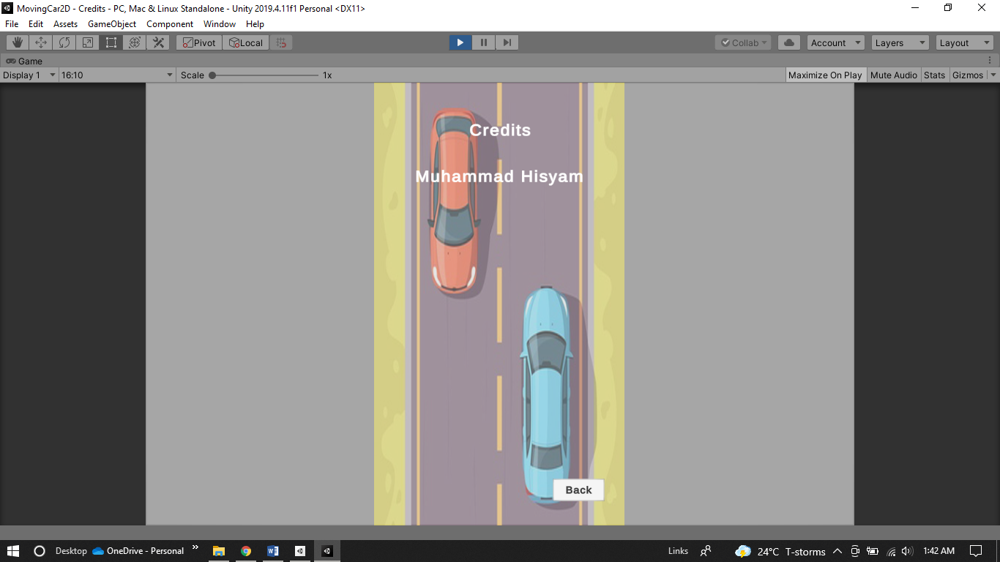 MovingCar2D - Credits - PC, Mac & Linux Standalone - Unity 2019.4.11f1 Personal <DX11>
File Edit Assets GameObject Component Window Help
Pivot Local Collab Account Layers Layout
Game
Display 1 16:10 Scale 1x Maximize On Play Mute Audio Stats Gizmos
Credits
Muhammad Hisyam
Back
Desktop OneDrive - Personal » Links 24°C T-storms 1:42 AM